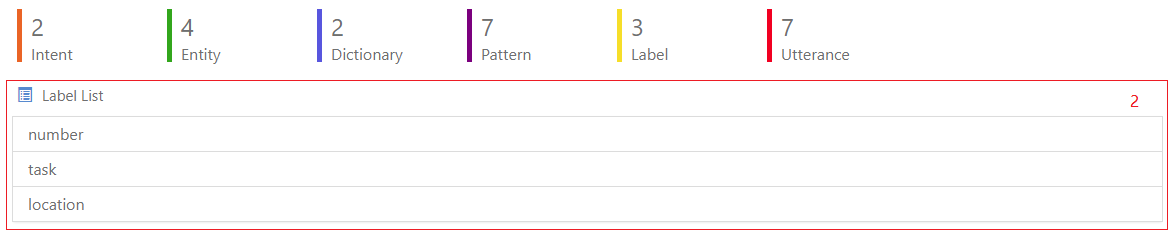 2 4 2 7 3 7
Intent Entity Dictionary Pattern Label Utterance
Label List 2
number
task
location